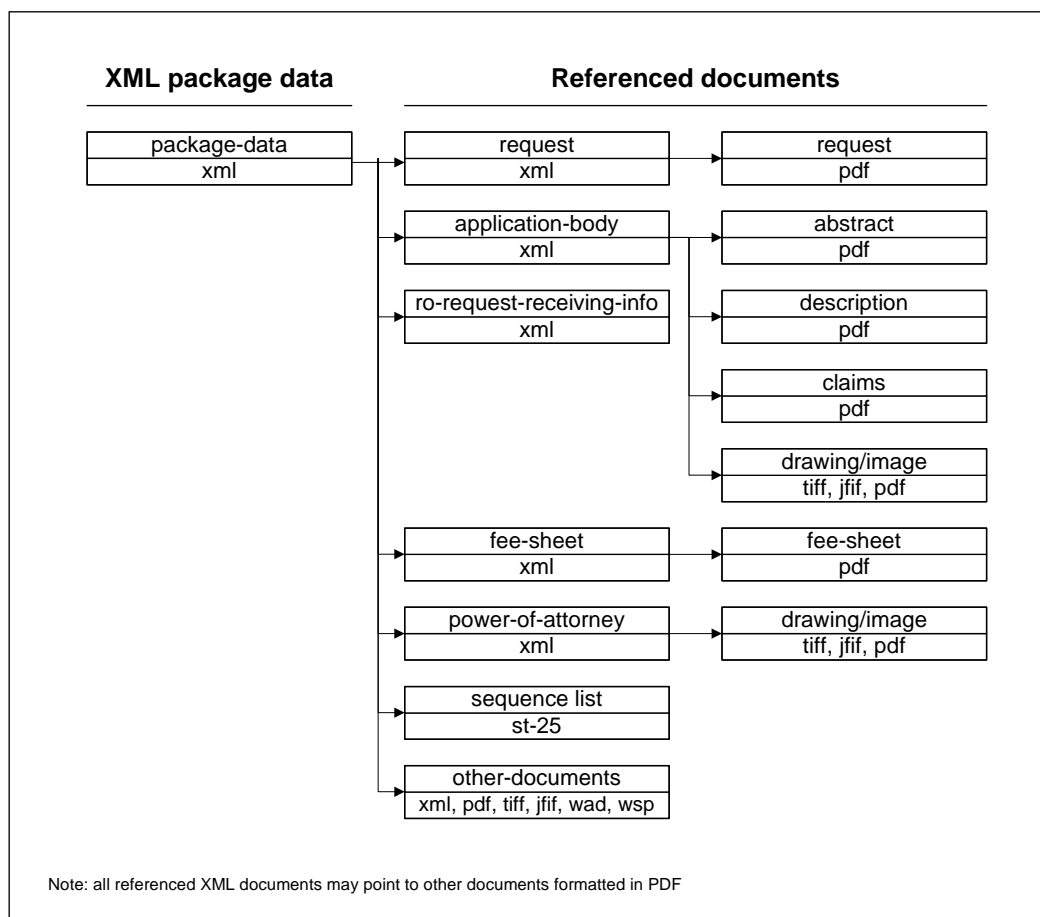 XML package data
Referenced documents
package-data
xml
request
xml
request
pdf
application-body
xml
abstract
pdf
ro-request-receiving-info
xml
description
pdf
claims
pdf
drawing/image
tiff, jfif, pdf
fee-sheet
xml
fee-sheet
pdf
power-of-attorney
xml
drawing/image
tiff, jfif, pdf
sequence list
st-25
other-documents
xml, pdf, tiff, jfif, wad, wsp
Note: all referenced XML documents may point to other documents formatted in PDF